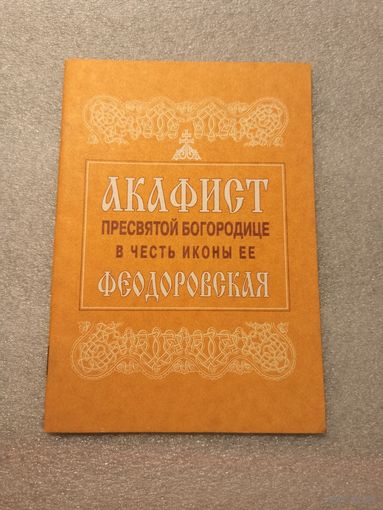 АКАФИСТ
ПРЕСВЯТОЙ БОГОРОДИЦЕ
В ЧЕСТЬ ИКОНЫ ЕЕ
ФЕОДОРОВСКАЯ